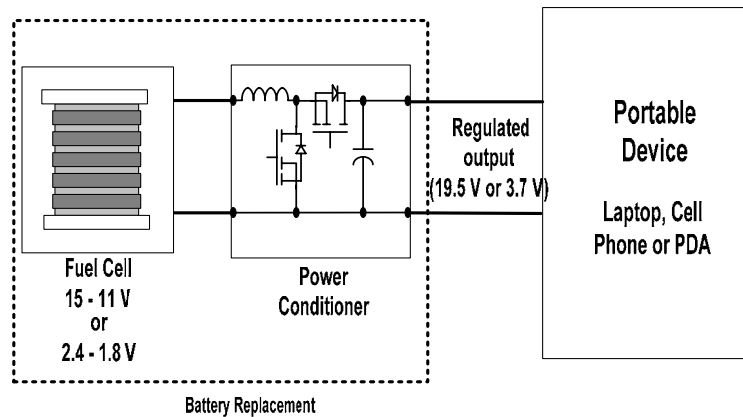 Fuel Cell
15 - 11 V
or
2.4 - 1.8 V
Power
Conditioner
Regulated
output
(19.5 V or 3.7 V)
Portable
Device
Laptop, Cell
Phone or PDA
Battery Replacement